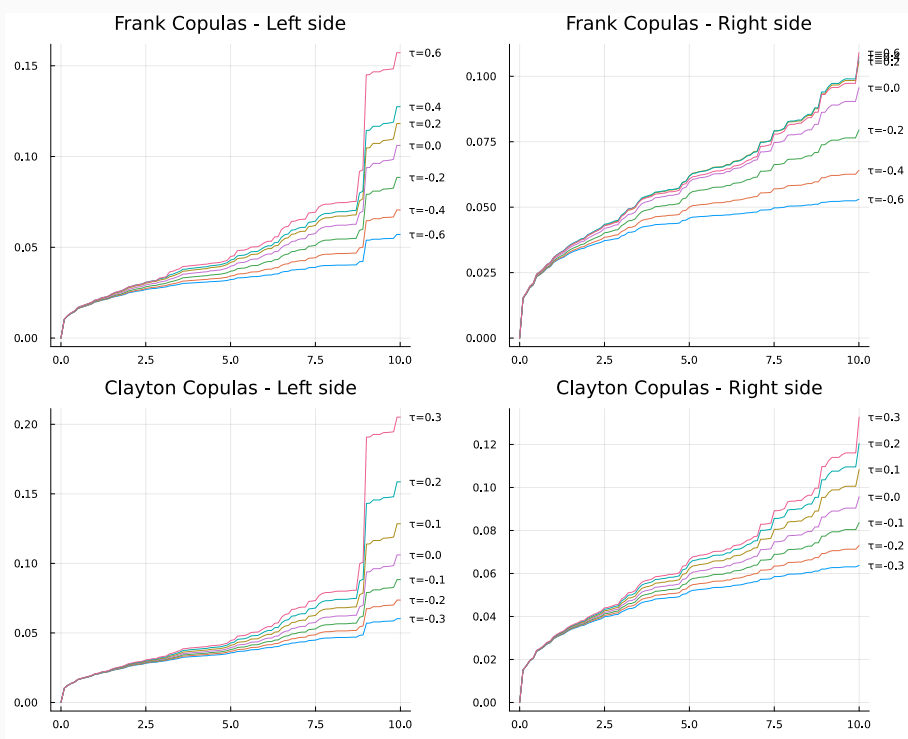 Frank Copulas - Left side
0.15
0.10
0.05
0.00
0.0 2.5 5.0 7.5 10.0
τ=0.6
τ=0.4
τ=0.2
τ=0.0
τ=-0.2
τ=-0.4
τ=-0.6
Frank Copulas - Right side
0.100
0.075
0.050
0.025
0.000
0.0 2.5 5.0 7.5 10.0
τ=0.6
τ=0.2
τ=0.0
τ=-0.2
τ=-0.4
τ=-0.6
Clayton Copulas - Left side
0.20
0.15
0.10
0.05
0.00
0.0 2.5 5.0 7.5 10.0
τ=0.3
τ=0.2
τ=0.1
τ=0.0
τ=-0.1
τ=-0.2
τ=-0.3
Clayton Copulas - Right side
0.12
0.10
0.08
0.06
0.04
0.02
0.00
0.0 2.5 5.0 7.5 10.0
τ=0.3
τ=0.2
τ=0.1
τ=0.0
τ=-0.1
τ=-0.2
τ=-0.3